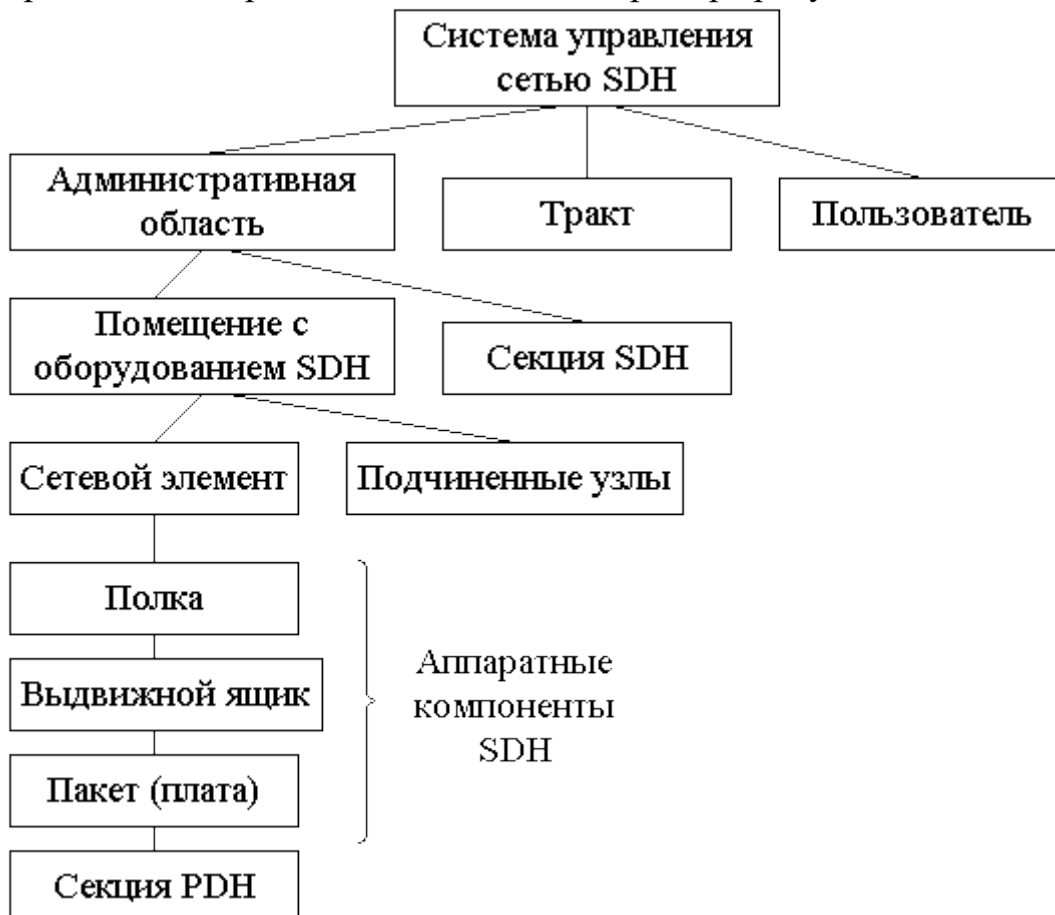 Система управления
сетью SDH
Административная
область
Тракт
Пользователь
Помещение с
оборудованием SDH
Секция SDH
Сетевой элемент
Подчиненные узлы
Полка
Выдвижной ящик
Пакет (плата)
Секция PDH
Аппаратные
компоненты
SDH